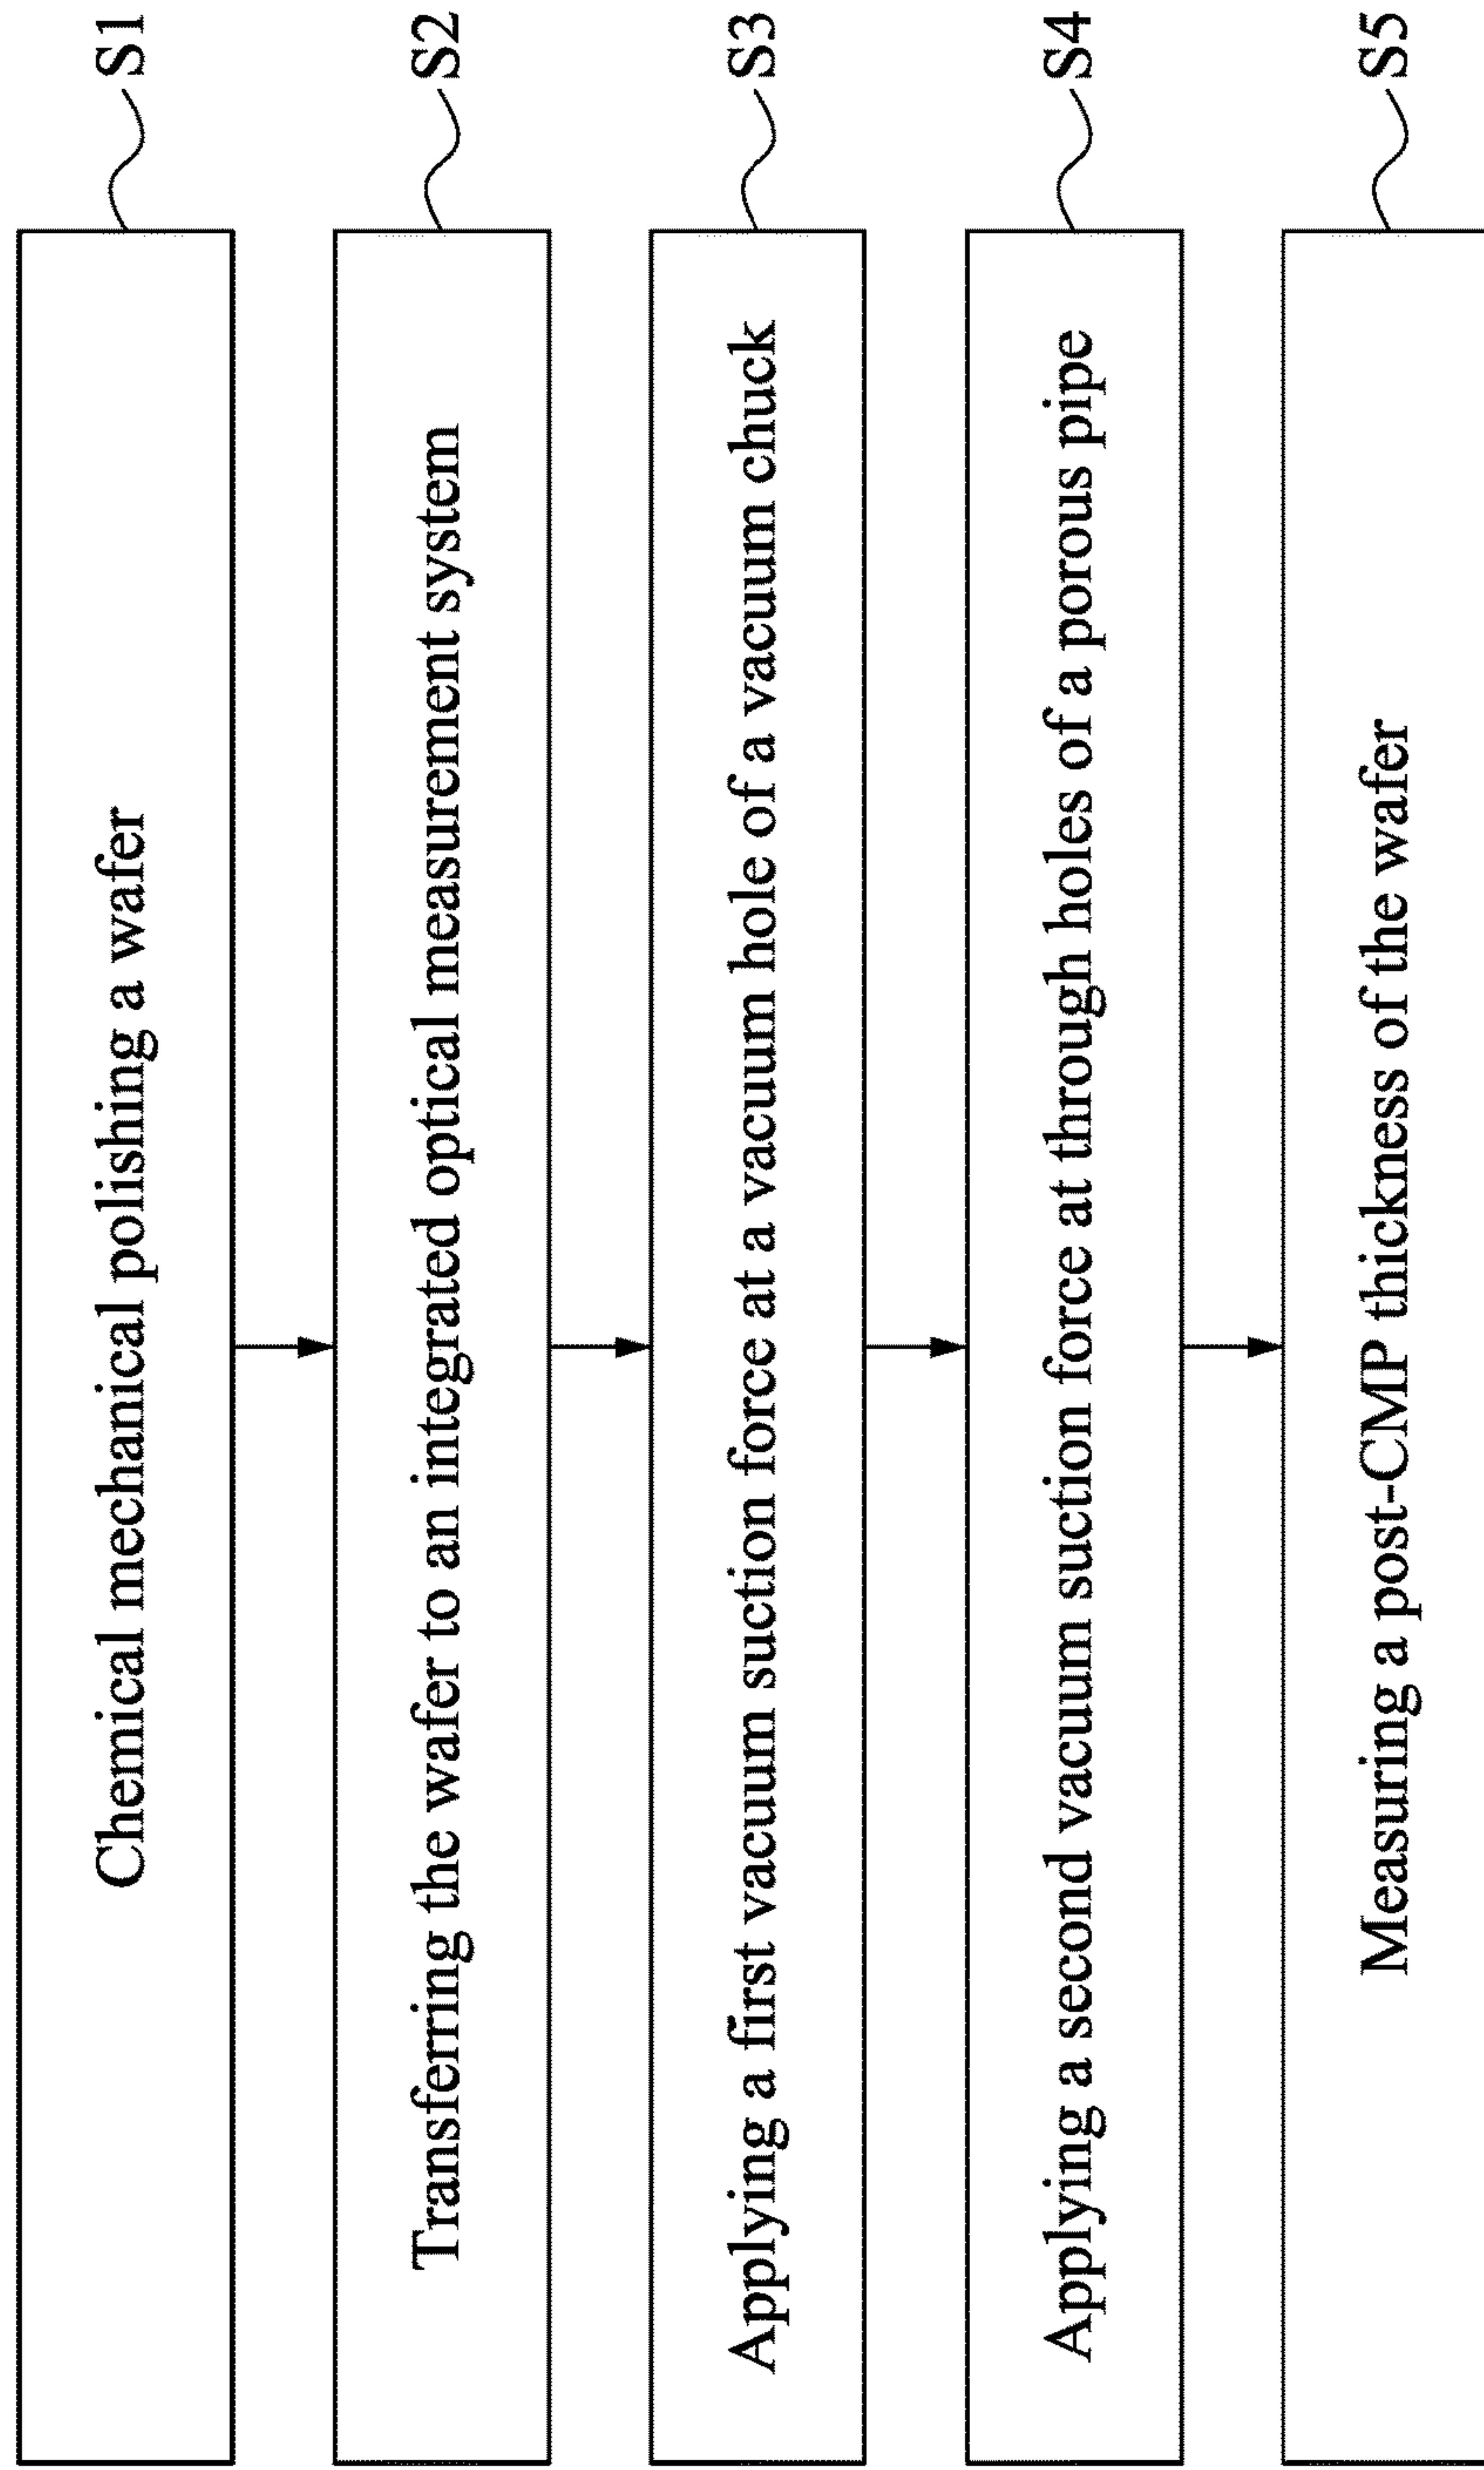 Chemical mechanical polishing a wafer
S1
Transferring the wafer to an integrated optical measurement system
S2
Applying a first vacuum suction force at a vacuum hole of a vacuum chuck
S3
Applying a second vacuum suction force at through holes of a porous pipe
S4
Measuring a post-CMP thickness of the wafer
S5